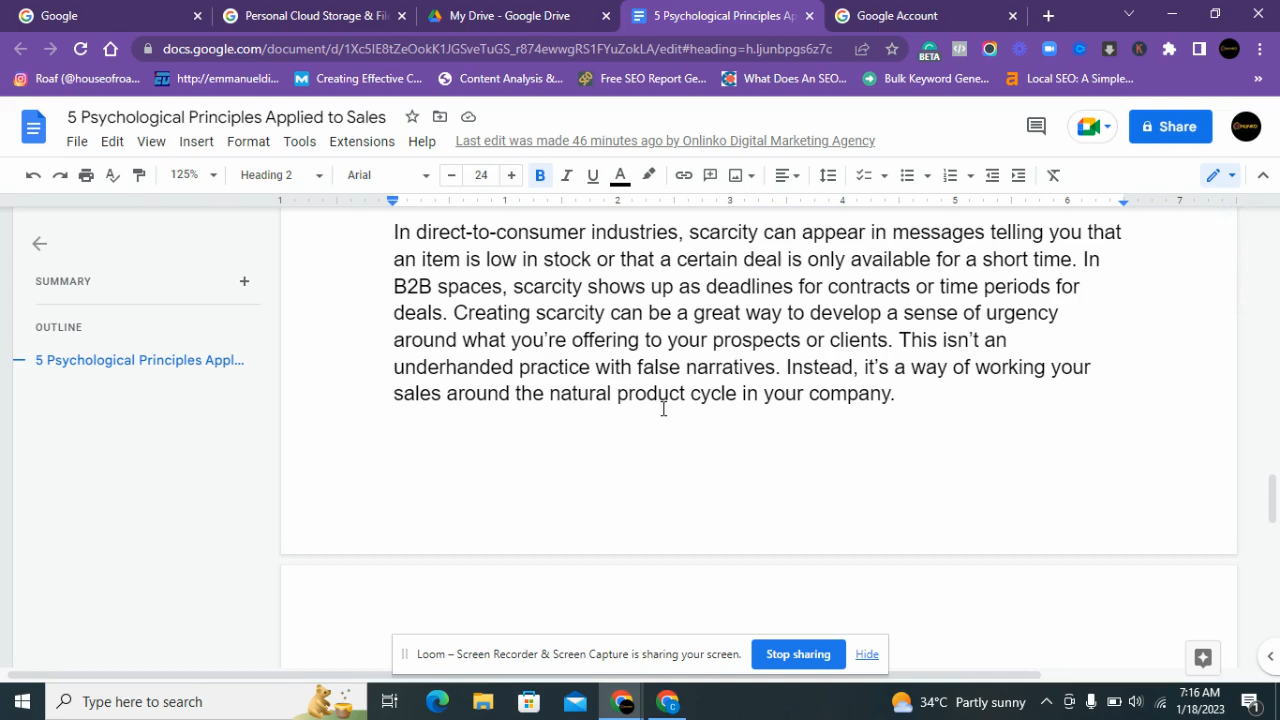 Google
Personal Cloud Storage & Fil
My Drive - Google Drive
5 Psychological Principles Ap
Google Account
docs.google.com/document/d/1Xc5IE8tZeOokK1JGSveTuGS_r874ewwgRS1FYuZokLA/edit#heading=h.ljunbpgs6z7c
BETA
Roaf (@houseofroa...
http://emmanueldi...
Creating Effective C...
Content Analysis &...
Free SEO Report Ge...
What Does An SEO...
Bulk Keyword Gene...
Local SEO: A Simple...
5 Psychological Principles Applied to Sales
File Edit View Insert Format Tools Extensions Help
Last edit was made 46 minutes ago by Onlinko Digital Marketing Agency
Share
125% Heading 2 Arial 24
1 1 2 3 4 5 6 7
SUMMARY
OUTLINE
5 Psychological Principles Appl...
In direct-to-consumer industries, scarcity can appear in messages telling you that
an item is low in stock or that a certain deal is only available for a short time. In
B2B spaces, scarcity shows up as deadlines for contracts or time periods for
deals. Creating scarcity can be a great way to develop a sense of urgency
around what you’re offering to your prospects or clients. This isn’t an
underhanded practice with false narratives. Instead, it’s a way of working your
sales around the natural product cycle in your company.
Loom – Screen Recorder & Screen Capture is sharing your screen.
Stop sharing
Hide
Type here to search
34°C Partly sunny
7:16 AM
1/18/2023